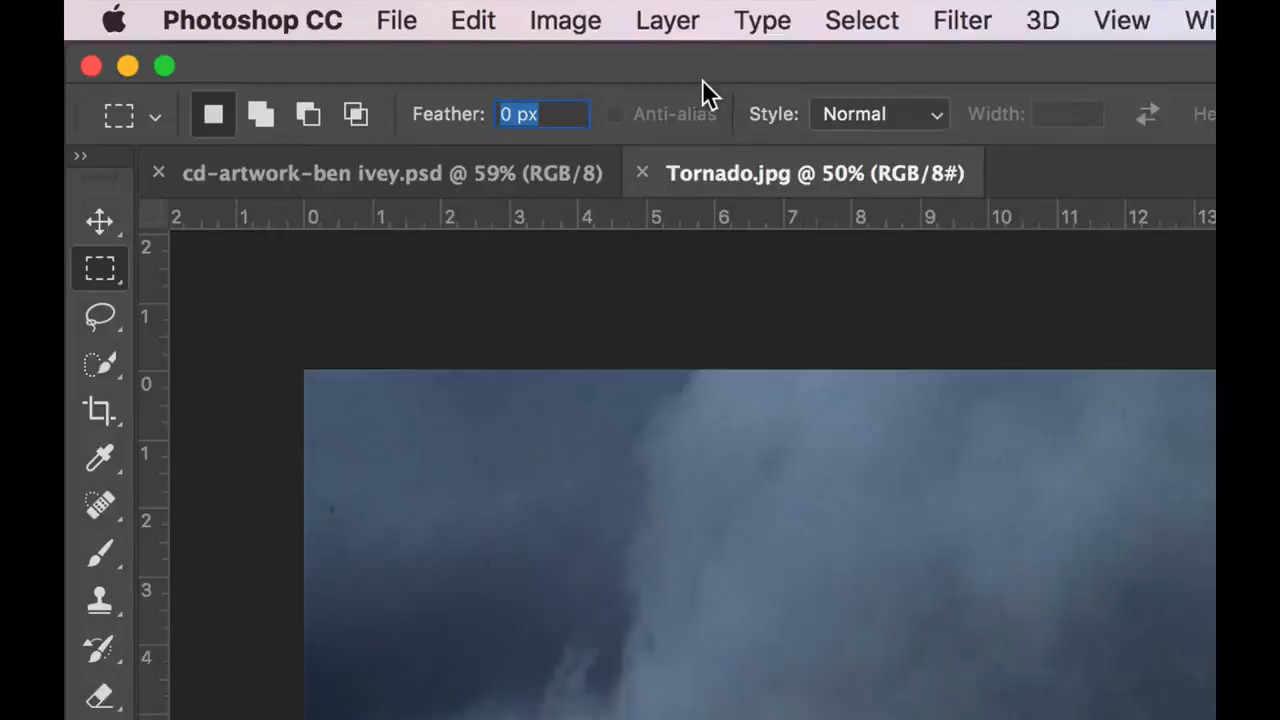 Photoshop CC File Edit Image Layer Type Select Filter 3D View Wi
Feather: 0 px Anti-alias Style: Normal Width: He
cd-artwork-ben ivey.psd @ 59% (RGB/8) Tornado.jpg @ 50% (RGB/8#)
2 1 0 1 2 3 4 5 6 7 8 9 10 11 12 13
2
1
0
1
2
3
4